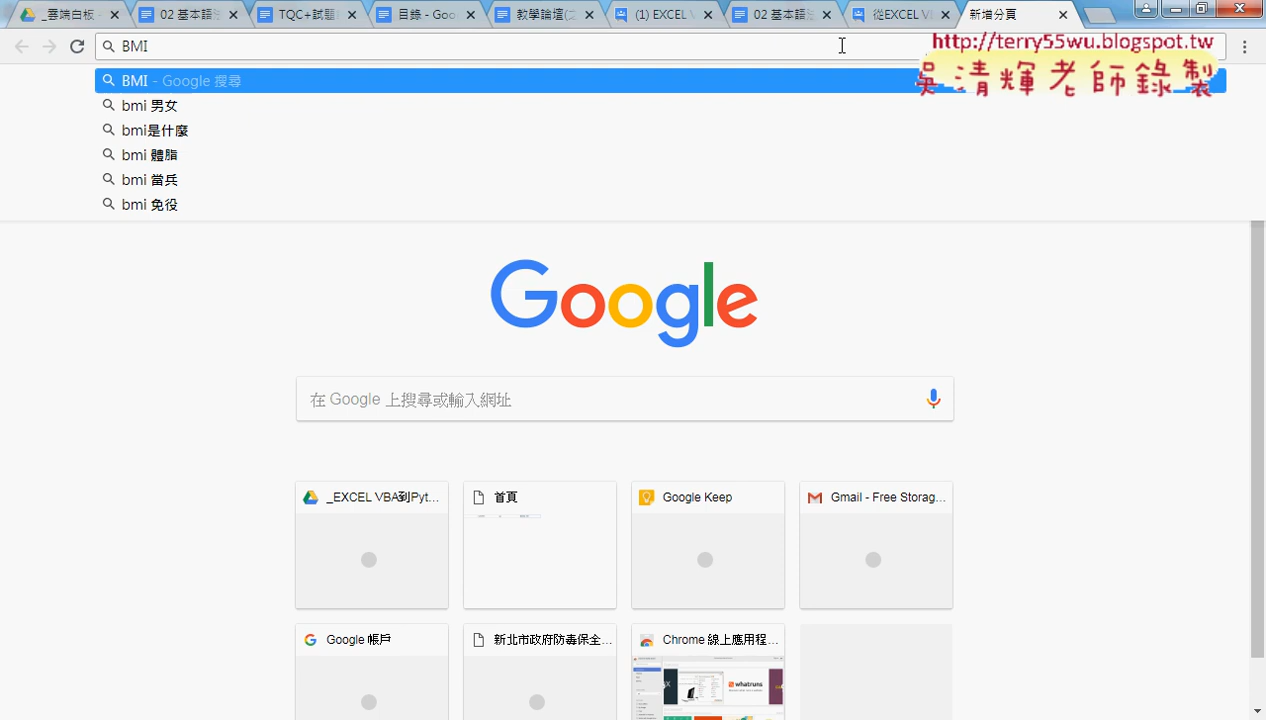 _雲端白板 -
02 基本語法
TQC+試題
目錄 - Goo
教學論壇(之
(1) EXCEL V
02 基本語
從EXCEL VB
新增分頁
BMI
http://terry55wu.blogspot.tw
吳清輝老師錄製
BMI - Google 搜尋
bmi 男女
bmi是什麼
bmi 體脂
bmi 當兵
bmi 免役
Google
在 Google 上搜尋或輸入網址
_EXCEL VBA到Pyt...
首頁
Google Keep
Gmail - Free Storag...
Google 帳戶
新北市政府防毒保全...
Chrome 線上應用程...
whatruns